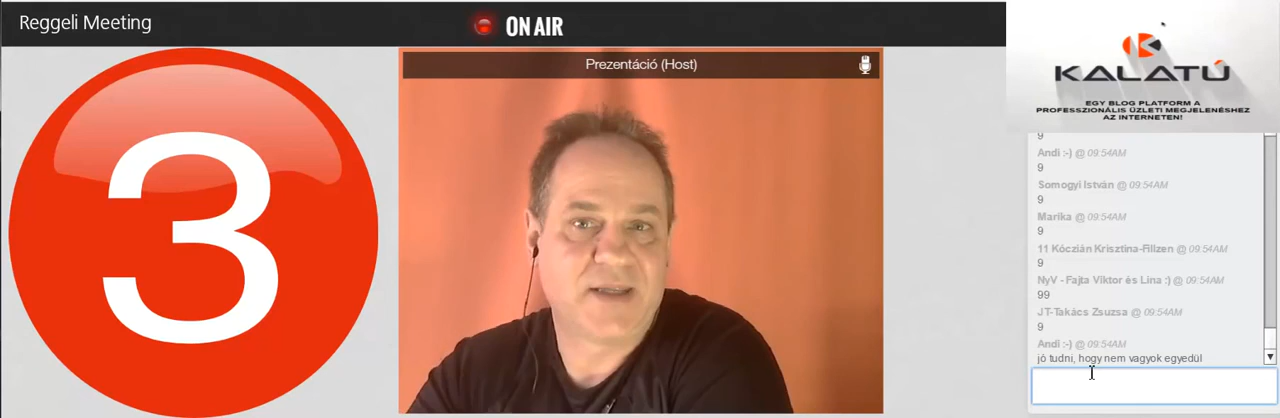 Reggeli Meeting
ON AIR
3
Prezentáció (Host)
KALATÚ
EGY BLOG PLATFORM A
PROFESSZIONÁLIS ÜZLETI MEGJELENÉSHEZ
AZ INTERNETEN!
9
Andi :-) @ 09:54AM
9
Somogyi István @ 09:54AM
9
Marika @ 09:54AM
9
11 Kóczián Krisztina-Fillzen @ 09:54AM
9
NyV - Fajta Viktor és Lina :) @ 09:54AM
99
JT-Takács Zsuzsa @ 09:54AM
9
Andi :-) @ 09:54AM
jó tudni, hogy nem vagyok egyedül